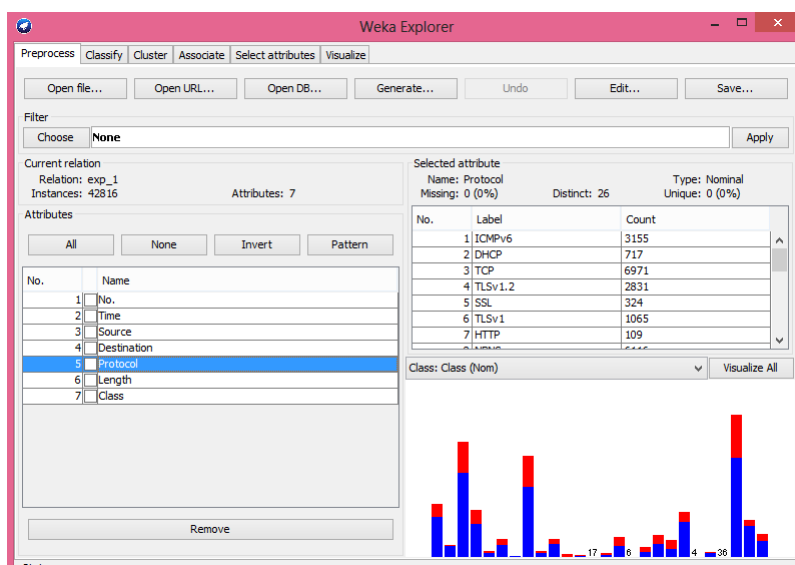 Weka Explorer
Preprocess Classify Cluster Associate Select attributes Visualize
Open file... Open URL... Open DB... Generate... Undo Edit... Save...
Filter
Choose None Apply
Current relation
Relation: exp_1
Instances: 42816 Attributes: 7
Attributes
All None Invert Pattern
No. Name
1 No.
2 Time
3 Source
4 Destination
5 Protocol
6 Length
7 Class
Remove
Selected attribute
Name: Protocol Type: Nominal
Missing: 0 (0%) Distinct: 26 Unique: 0 (0%)
No. Label Count
1 ICMPv6 3155
2 DHCP 717
3 TCP 6971
4 TLSv1.2 2831
5 SSL 324
6 TLSv1 1065
7 HTTP 109
Class: Class (Nom) Visualize All
17 6 4 36